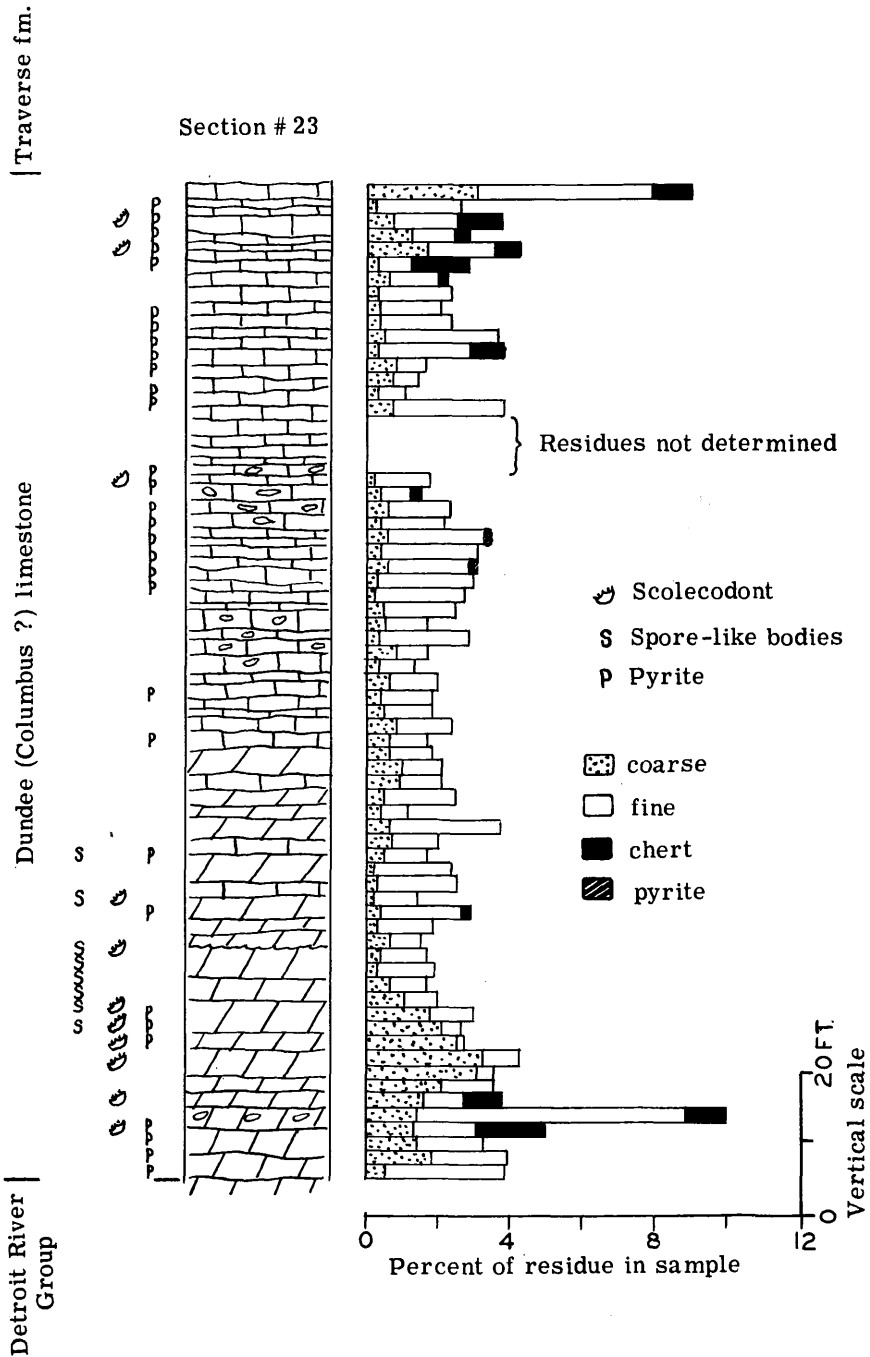 Traverse fm.
Section # 23
Dundee (Columbus ?) limestone
Detroit River
Group
Residues not determined
Scolecodont
S Spore-like bodies
P Pyrite
coarse
fine
chert
pyrite
20 FT.
0
Vertical scale
0 4 8 12
Percent of residue in sample